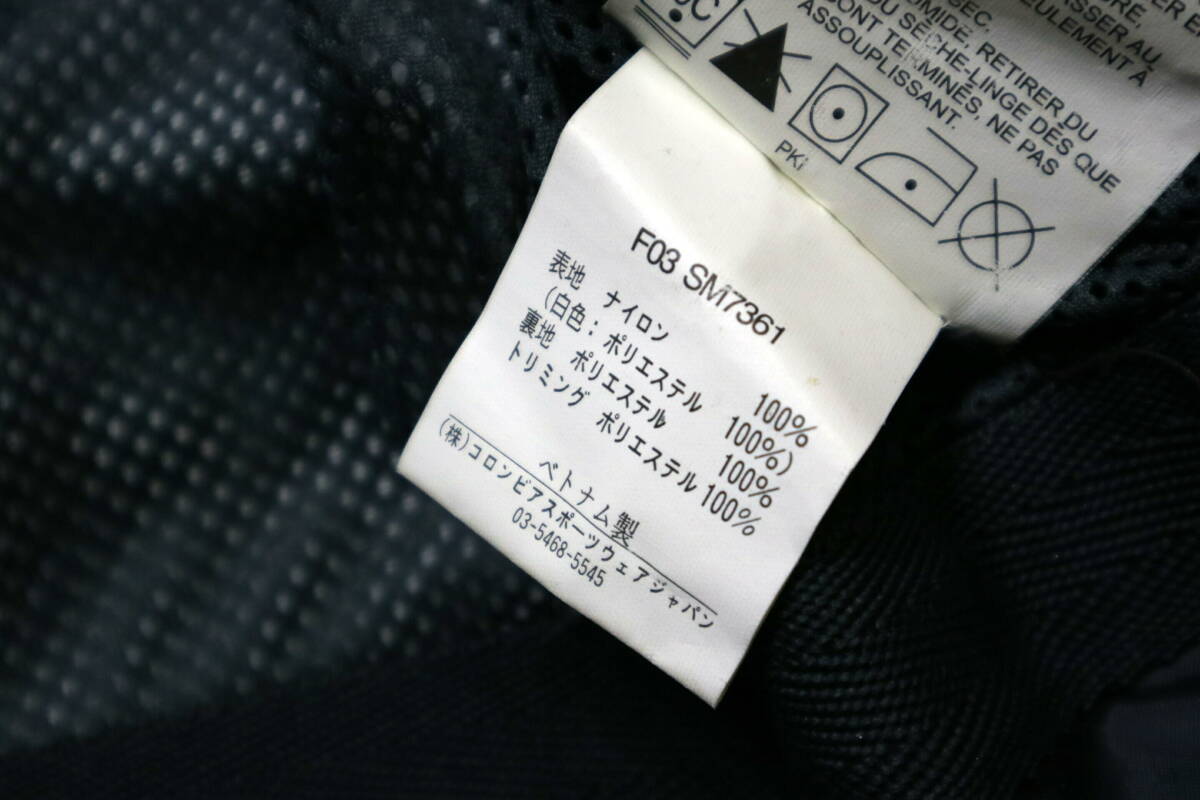 SEC.
HUMIDE. RETIRER DU
DU SÈCHE-LINGE DÈS QUE
SONT TERMINÉS, NE PAS
ASSOUPLISSANT.
SEULEMENT À
PKi
F03 SM7361
表地 ナイロン 100%
(白色: ポリエステル 100%)
裏地 ポリエステル 100%
トリミング ポリエステル 100%
ベトナム製
(株)コロンビアスポーツウェアジャパン
03-5468-5545